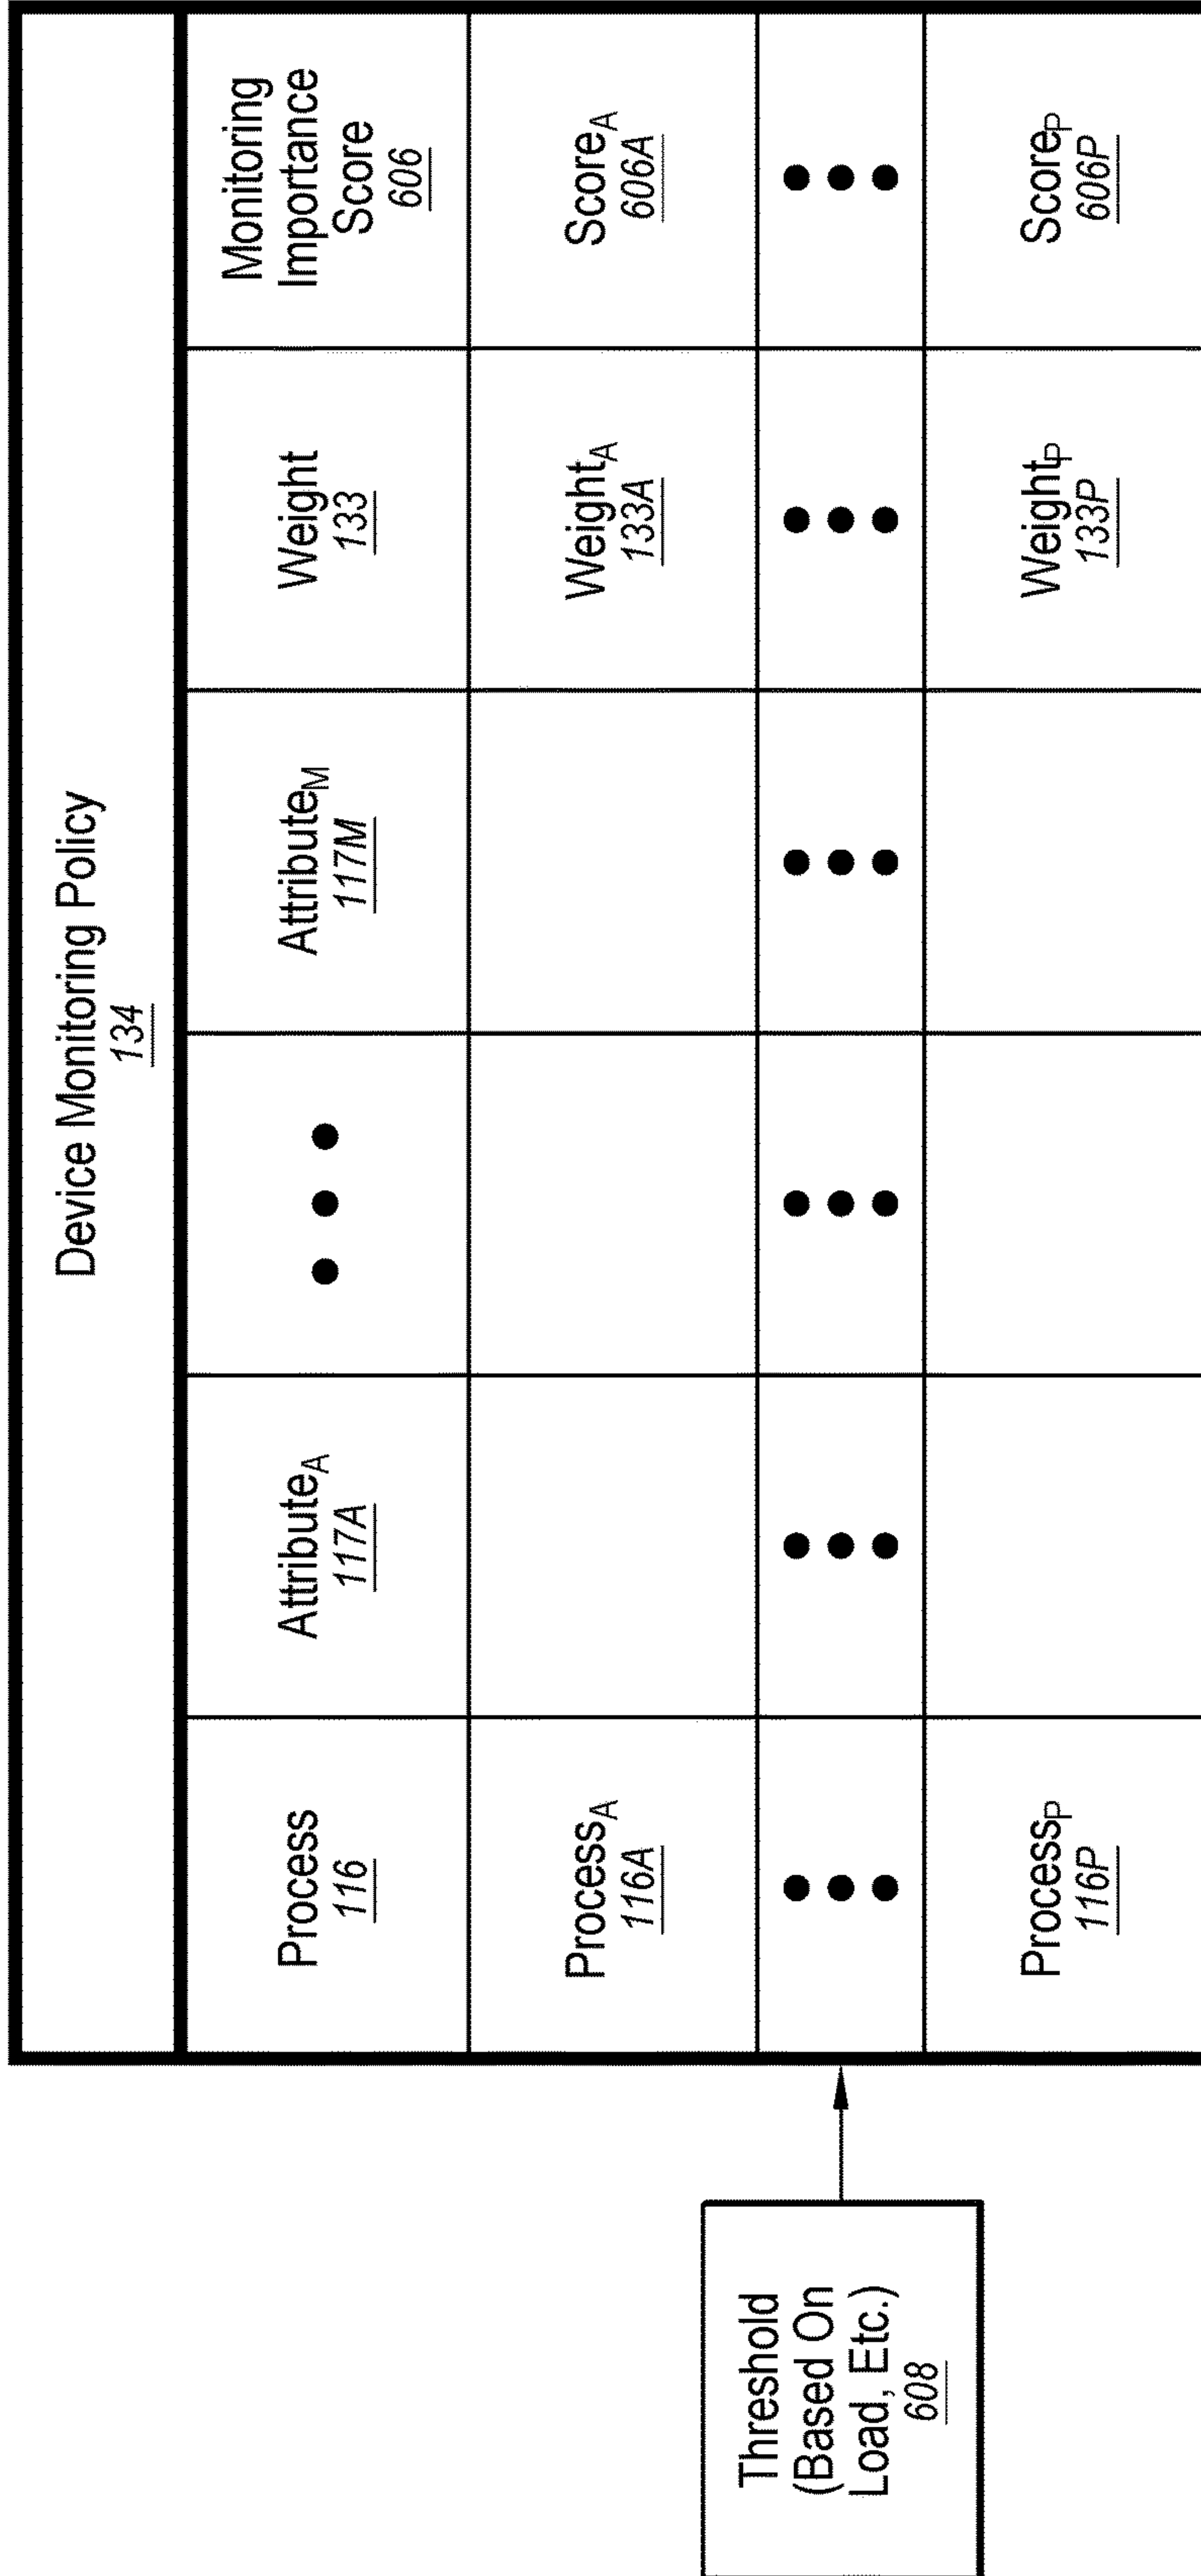 Device Monitoring Policy
134
Process
116
Attribute_A
117A
• • •
Attribute_M
117M
Weight
133
Monitoring
Importance
Score
606
Process_A
116A
Weight_A
133A
Score_A
606A
Threshold
(Based On
Load, Etc.)
608
Process_P
116P
Weight_P
133P
Score_P
606P